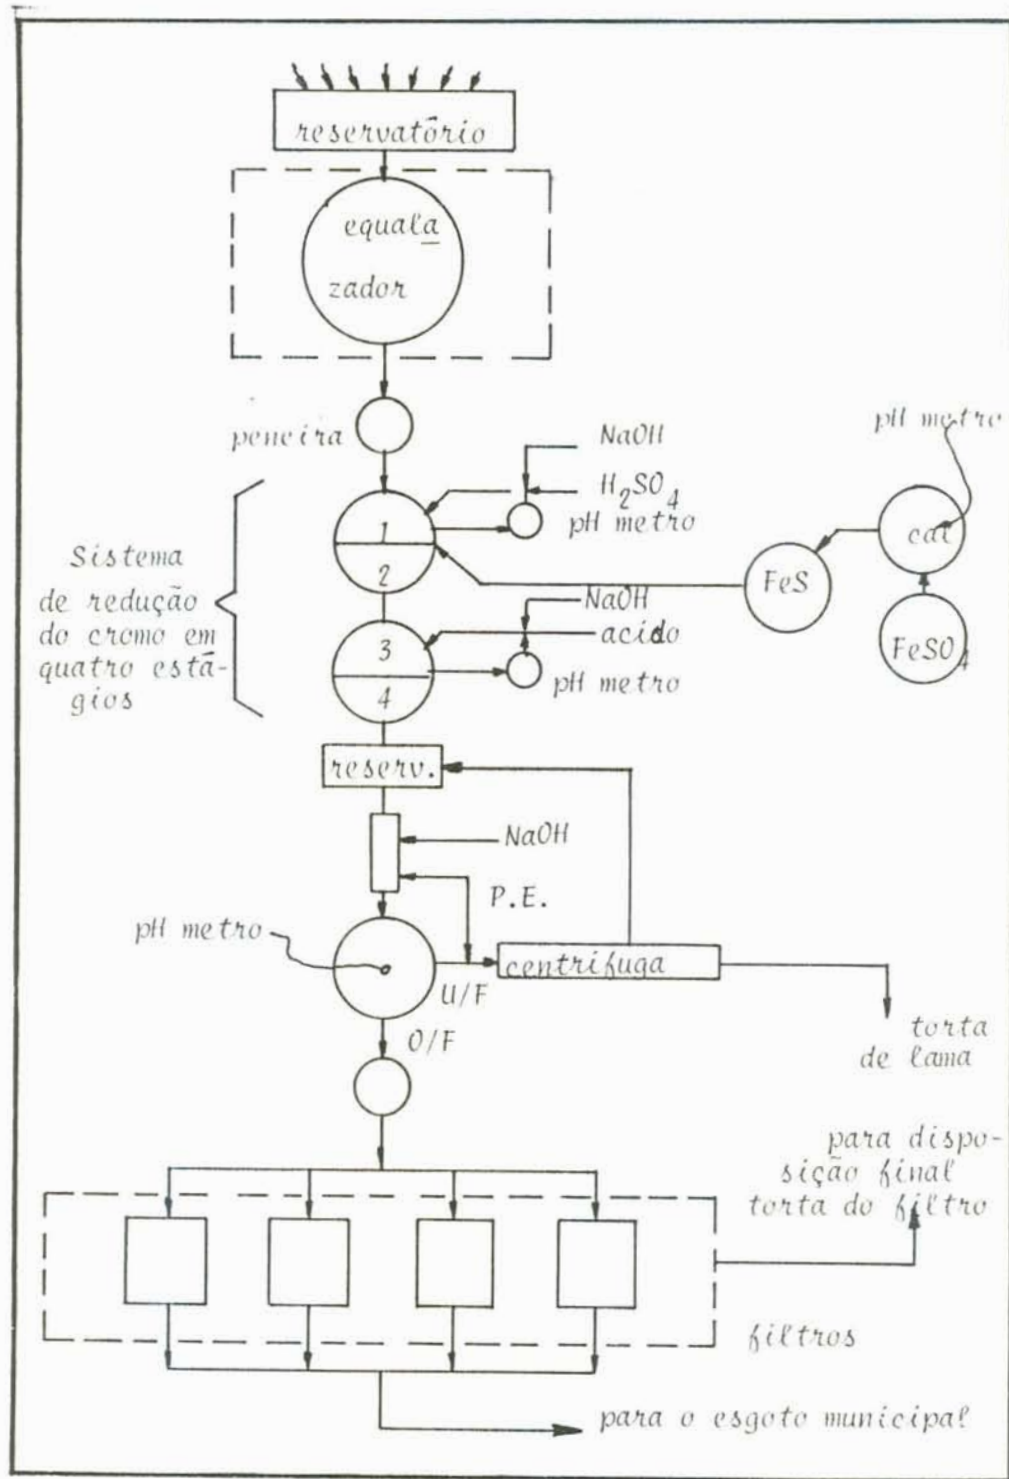 reservatório
equala
zador
peneira
NaOH
H2SO4
pH metro
pH metro
cal
FeS
FeSO4
1
2
Sistema
de redução
do cromo em
quatro está-
gios
NaOH
ácido
pH metro
3
4
reserv.
NaOH
P.E.
pH metro
centrífuga
U/F
O/F
torta
de lama
para dispo-
sição final
torta do filtro
filtros
para o esgoto municipal